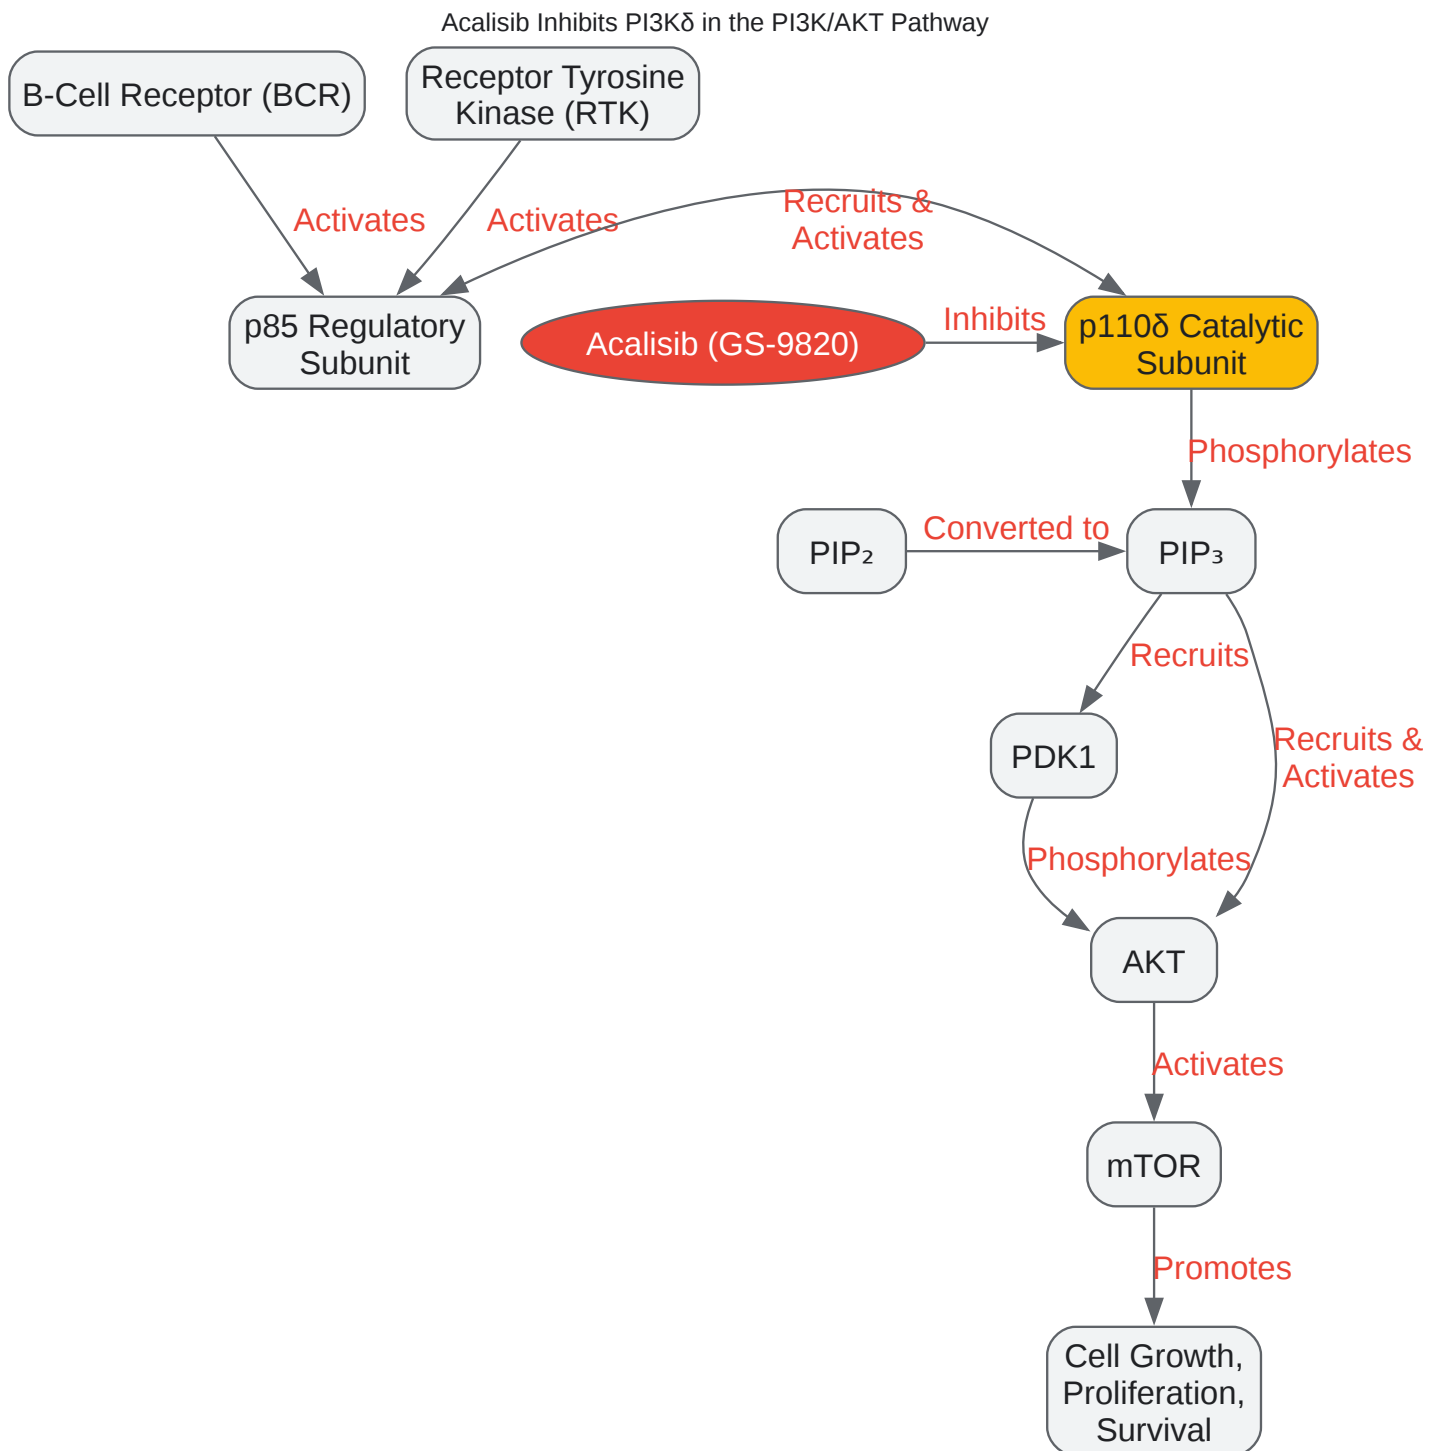 Acalisib Inhibits PI3Kδ in the PI3K/AKT Pathway
B-Cell Receptor (BCR)
Receptor Tyrosine
Kinase (RTK)
Activates
Activates
Recruits &
Activates
p85 Regulatory
Subunit
Acalisib (GS-9820)
Inhibits
p110δ Catalytic
Subunit
Phosphorylates
PIP₂
Converted to
PIP₃
Recruits
PDK1
Recruits &
Activates
Phosphorylates
AKT
Activates
mTOR
Promotes
Cell Growth,
Proliferation,
Survival